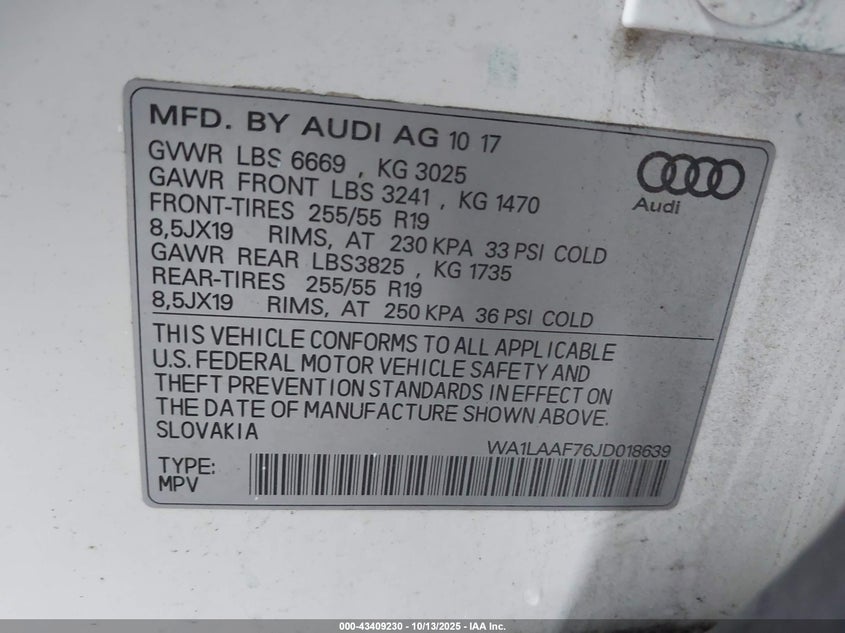 MFD. BY AUDI AG 10 17
GVWR LBS 6669 , KG 3025
GAWR FRONT LBS 3241 , KG 1470
FRONT-TIRES 255/55 R19
8,5JX19 RIMS, AT 230 KPA 33 PSI COLD
GAWR REAR LBS3825 , KG 1735
REAR-TIRES 255/55 R19
8,5JX19 RIMS, AT 250 KPA 36 PSI COLD
Audi
THIS VEHICLE CONFORMS TO ALL APPLICABLE
U.S. FEDERAL MOTOR VEHICLE SAFETY AND
THEFT PREVENTION STANDARDS IN EFFECT ON
THE DATE OF MANUFACTURE SHOWN ABOVE.
SLOVAKIA
WA1LAAF76JD018639
TYPE:
MPV
000-43409230 - 10/13/2025 - IAA Inc.